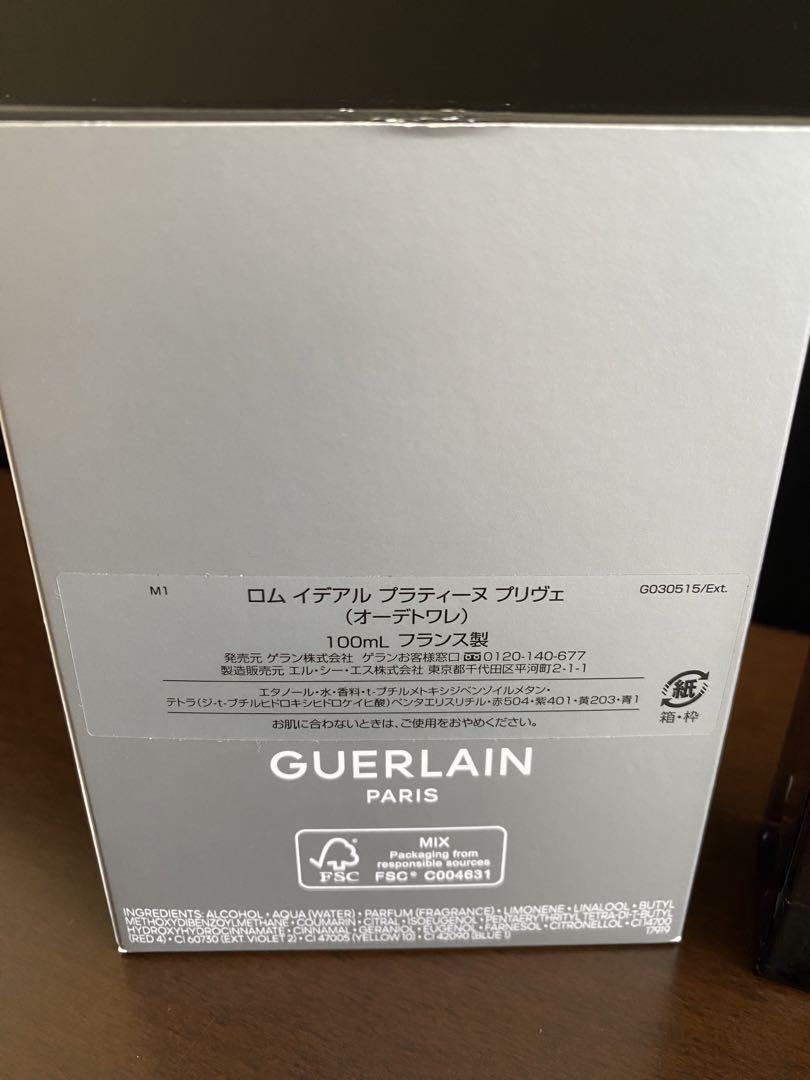 M1
ロム イデアル プラティーヌ プリヴェ
G030515/Ext.
(オーデトワレ)
100mL フランス製
発売元 ゲラン株式会社 ゲランお客様窓口 0120-140-677
製造販売元 エル・シー・エス株式会社 東京都千代田区平河町2-1-1
エタノール・水・香料・t-ブチルメトキシジベンゾイルメタン・
テトラ(ジ-t-ブチルヒドロキシヒドロケイヒ酸)ペンタエリスリチル・赤504・紫401・黄203・青1
お肌に合わないときは、ご使用をおやめください。
紙
箱・枠
GUERLAIN
PARIS
FSC
MIX
Packaging from
responsible sources
FSC® C004631
INGREDIENTS: ALCOHOL • AQUA (WATER) • PARFUM (FRAGRANCE) • LIMONENE • LINALOOL • BUTYL
METHOXYDIBENZOYLMETHANE • COUMARIN • CITRAL • ISOEUGENOL • PENTAERYTHRITYL TETRA-DI-T-BUTYL
HYDROXYHYDROCINNAMATE • CINNAMAL • GERANIOL • EUGENOL • FARNESOL • CITRONELLOL • CI 14700
(RED 4) • CI 60730 (EXT. VIOLET 2) • CI 47005 (YELLOW 10) • CI 42090 (BLUE 1)
17919